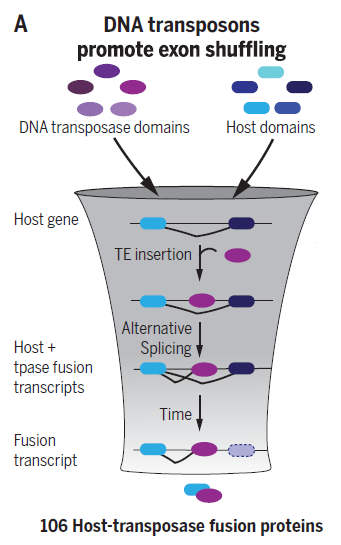 A
DNA transposons
promote exon shuffling
DNA transposase domains
Host domains
Host gene
TE insertion
Alternative
Splicing
Host +
tpase fusion
transcripts
Time
Fusion
transcript
106 Host-transposase fusion proteins